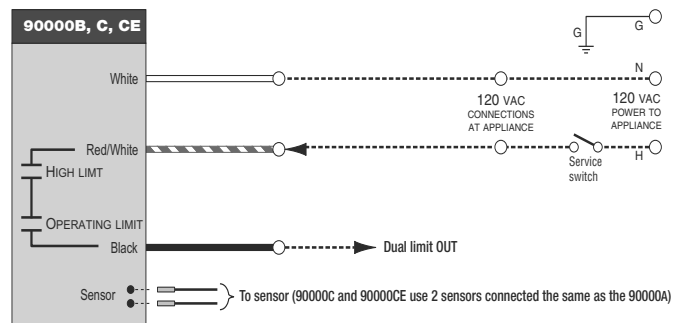 90000B, C, CE
G
G
White
N
120 VAC
CONNECTIONS
AT APPLIANCE
120 VAC
POWER TO
APPLIANCE
Red/White
H
Service
switch
HIGH LIMT
OPERATING LIMIT
Black
Dual limit OUT
Sensor
To sensor (90000C and 90000CE use 2 sensors connected the same as the 90000A)